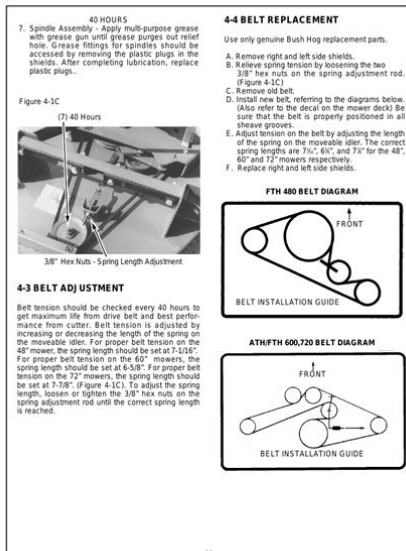 40 HOURS
7. Spindle Assembly - Apply multi-purpose grease
with grease gun until grease purges out relief
hole. Grease fittings for spindles should be
accessed by removing the plastic plugs in the
shields. After completing lubrication, replace
plastic plugs..
Figure 4-1C
(7) 40 Hours
3/8" Hex Nuts - Spring Length Adjustment
4-3 BELT ADJUSTMENT
Belt tension should be checked every 40 hours to
get maximum life from drive belt and best perfor-
mance from cutter. Belt tension is adjusted by
increasing or decreasing the length of the spring on
the moveable idler. For proper belt tension on the
48" mower, the spring length should be set at 7-1/16".
For proper belt tension on the 60" mowers, the
spring length should be set at 6-5/8". For proper belt
tension on the 72" mowers, the spring length should
be set at 7-7/8". (Figure 4-1C). To adjust the spring
length, loosen or tighten the 3/8" hex nuts on the
spring adjustment rod until the correct spring length
is reached.
4-4 BELT REPLACEMENT
Use only genuine Bush Hog replacement parts.
A. Remove right and left side shields.
B. Relieve spring tension by loosening the two
3/8" hex nuts on the spring adjustment rod.
(Figure 4-1C)
C. Remove old belt.
D. Install new belt, referring to the diagrams below.
(Also refer to the decal on the mower deck) Be
sure that the belt is properly positioned in all
sheave grooves.
E. Adjust tension on the belt by adjusting the length
of the spring on the moveable idler. The correct
spring lengths are for the 48",
60" and 72" mowers respectively.
F. Replace right and left side shields.
FTH 480 BELT DIAGRAM
FRONT
BELT INSTALLATION GUIDE
ATH/FTH 600,720 BELT DIAGRAM
FRONT
BELT INSTALLATION GUIDE